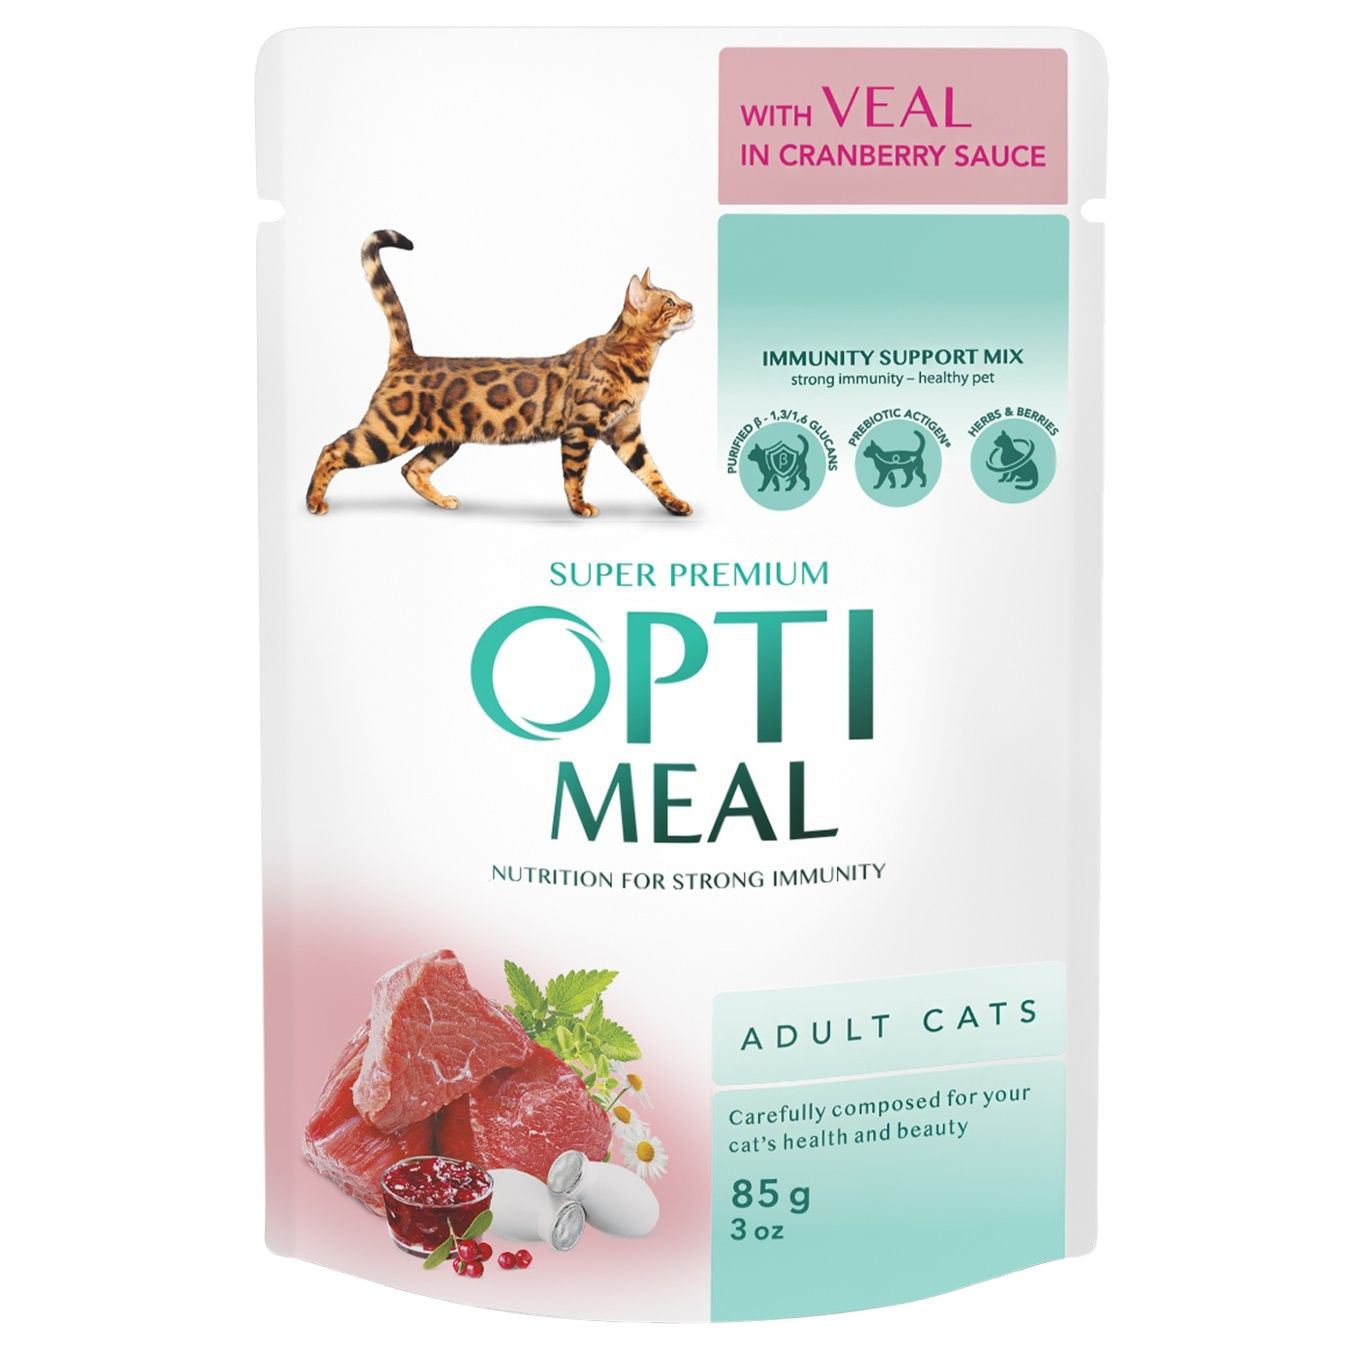 WITH VEAL
IN CRANBERRY SAUCE
IMMUNITY SUPPORT MIX
strong immunity – healthy pet
PURIFIED β - 1,3/1,6 GLUCANS
β
PREBIOTIC ACTIGEN®
HERBS & BERRIES
SUPER PREMIUM
OPTI
MEAL
NUTRITION FOR STRONG IMMUNITY
ADULT CATS
Carefully composed for your
cat's health and beauty
85 g
3 oz